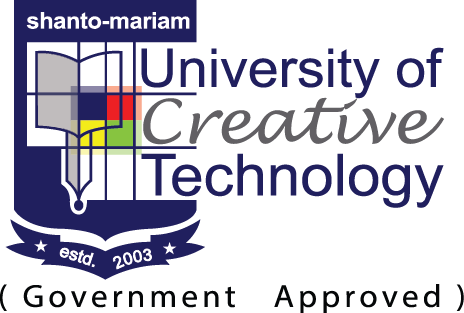 shanto-mariam
University of
Creative
Technology
estd. 2003
( Government Approved )